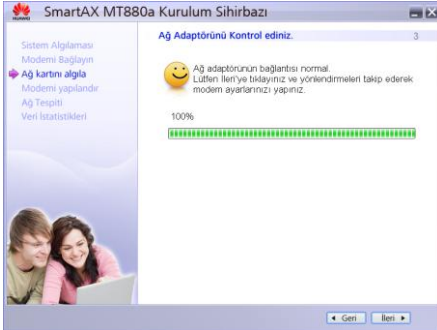 SmartAX MT880a Kurulum Sihirbazı
HUAWEI
Ağ Adaptörünü Kontrol ediniz.
3
Sistem Algılaması
Modemi Bağlayın
Ağ kartını algıla
Modemi yapılandır
Ağ Tespiti
Veri İstatistikleri
Ağ adaptörünün bağlantısı normal.
Lütfen İleri'ye tıklayınız ve yönlendirmeleri takip ederek
modem ayarlarınızı yapınız.
100%
Geri
İleri